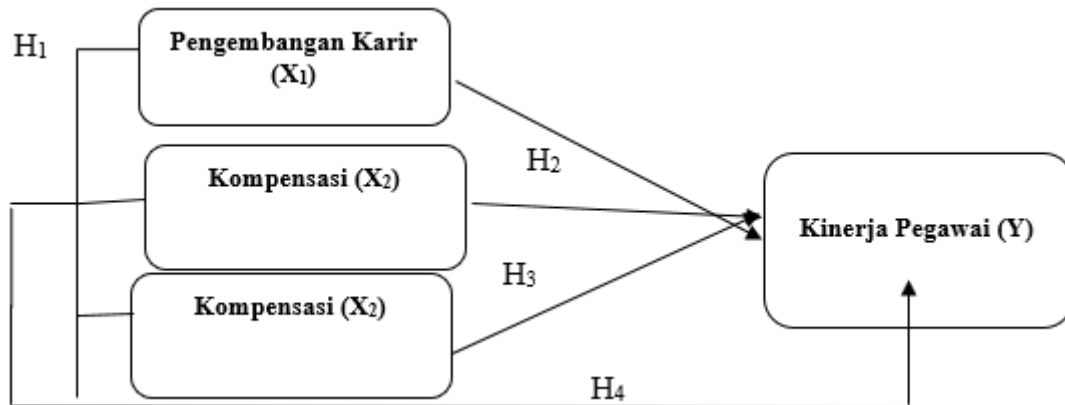 H₁
Pengembangan Karir
(X₁)
H₂
Kompensasi (X₂)
Kinerja Pegawai (Y)
H₃
Kompensasi (X₂)
H₄